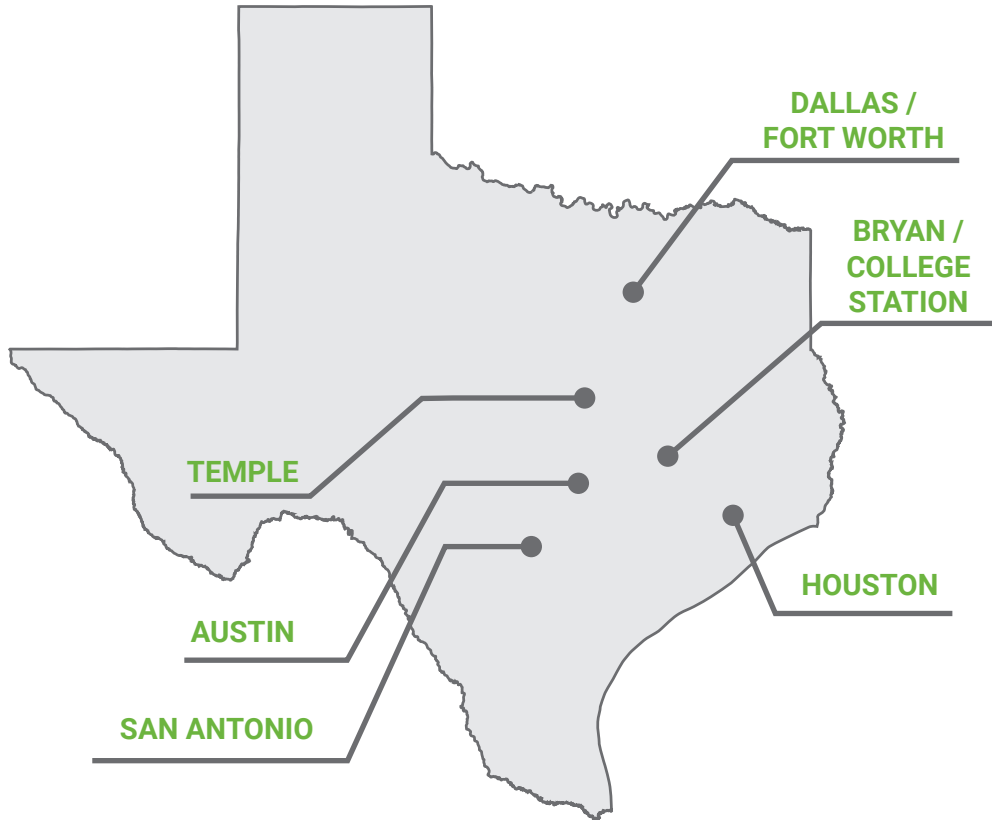 DALLAS /
FORT WORTH
BRYAN /
COLLEGE
STATION
TEMPLE
HOUSTON
AUSTIN
SAN ANTONIO